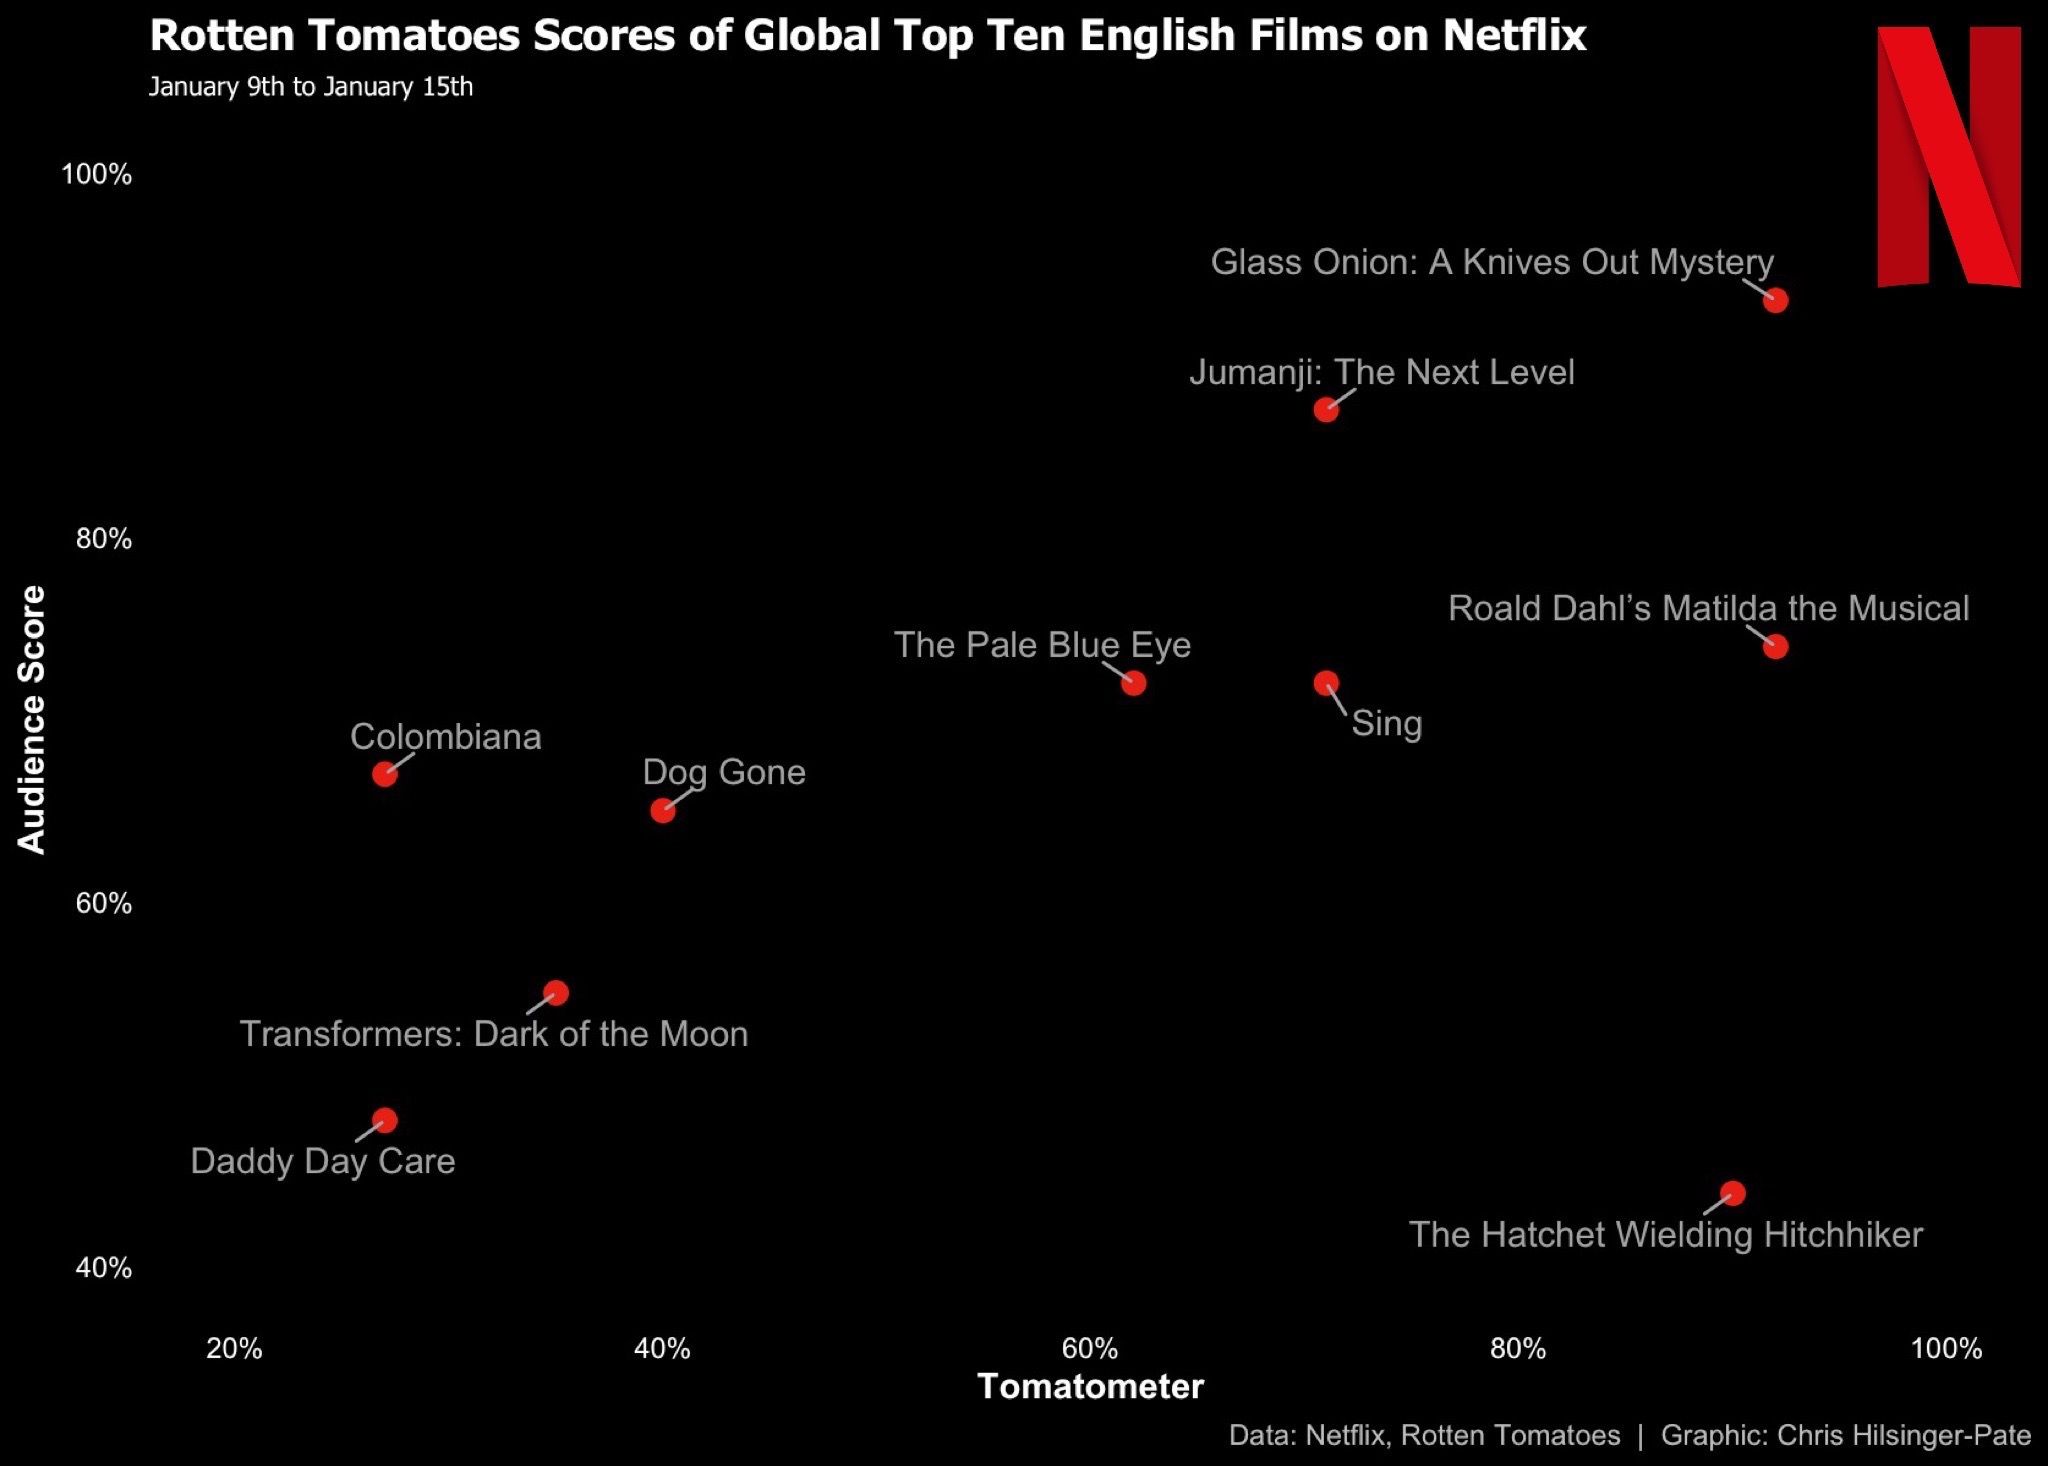 Rotten Tomatoes Scores of Global Top Ten English Films on Netflix
January 9th to January 15th
100%
Glass Onion: A Knives Out Mystery
Jumanji: The Next Level
80%
Roald Dahl’s Matilda the Musical
The Pale Blue Eye
Sing
Colombiana
Dog Gone
Audience Score
60%
Transformers: Dark of the Moon
Daddy Day Care
The Hatchet Wielding Hitchhiker
40%
20% 40% 60% 80% 100%
Tomatometer
Data: Netflix, Rotten Tomatoes | Graphic: Chris Hilsinger-Pate